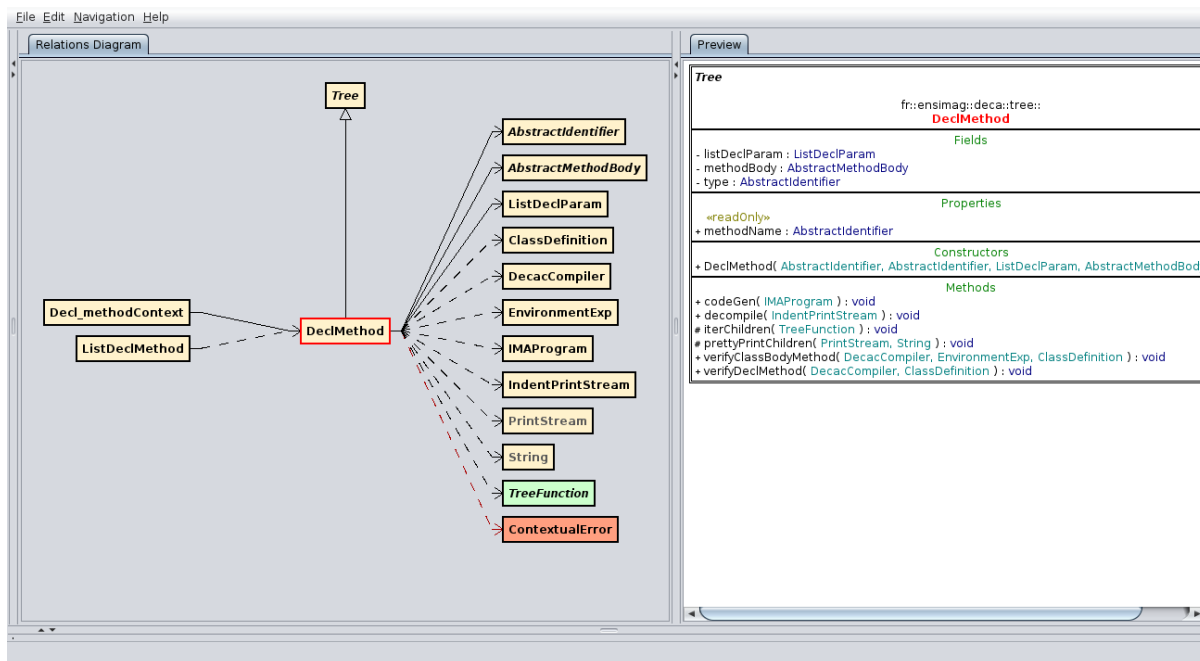 File Edit Navigation Help
Relations Diagram
Tree
AbstractIdentifier
AbstractMethodBody
ListDeclParam
ClassDefinition
DecacCompiler
EnvironmentExp
IMAProgram
IndentPrintStream
PrintStream
String
TreeFunction
ContextualError
Decl_methodContext
ListDeclMethod
DeclMethod
Preview
Tree
fr::ensimag::deca::tree::
DeclMethod
Fields
- listDeclParam : ListDeclParam
- methodBody : AbstractMethodBody
- type : AbstractIdentifier
Properties
«readOnly»
+ methodName : AbstractIdentifier
Constructors
+ DeclMethod( AbstractIdentifier, AbstractIdentifier, ListDeclParam, AbstractMethodBod
Methods
+ codeGen( IMAProgram ) : void
+ decompile( IndentPrintStream ) : void
# iterChildren( TreeFunction ) : void
# prettyPrintChildren( PrintStream, String ) : void
+ verifyClassBodyMethod( DecacCompiler, EnvironmentExp, ClassDefinition ) : void
+ verifyDeclMethod( DecacCompiler, ClassDefinition ) : void